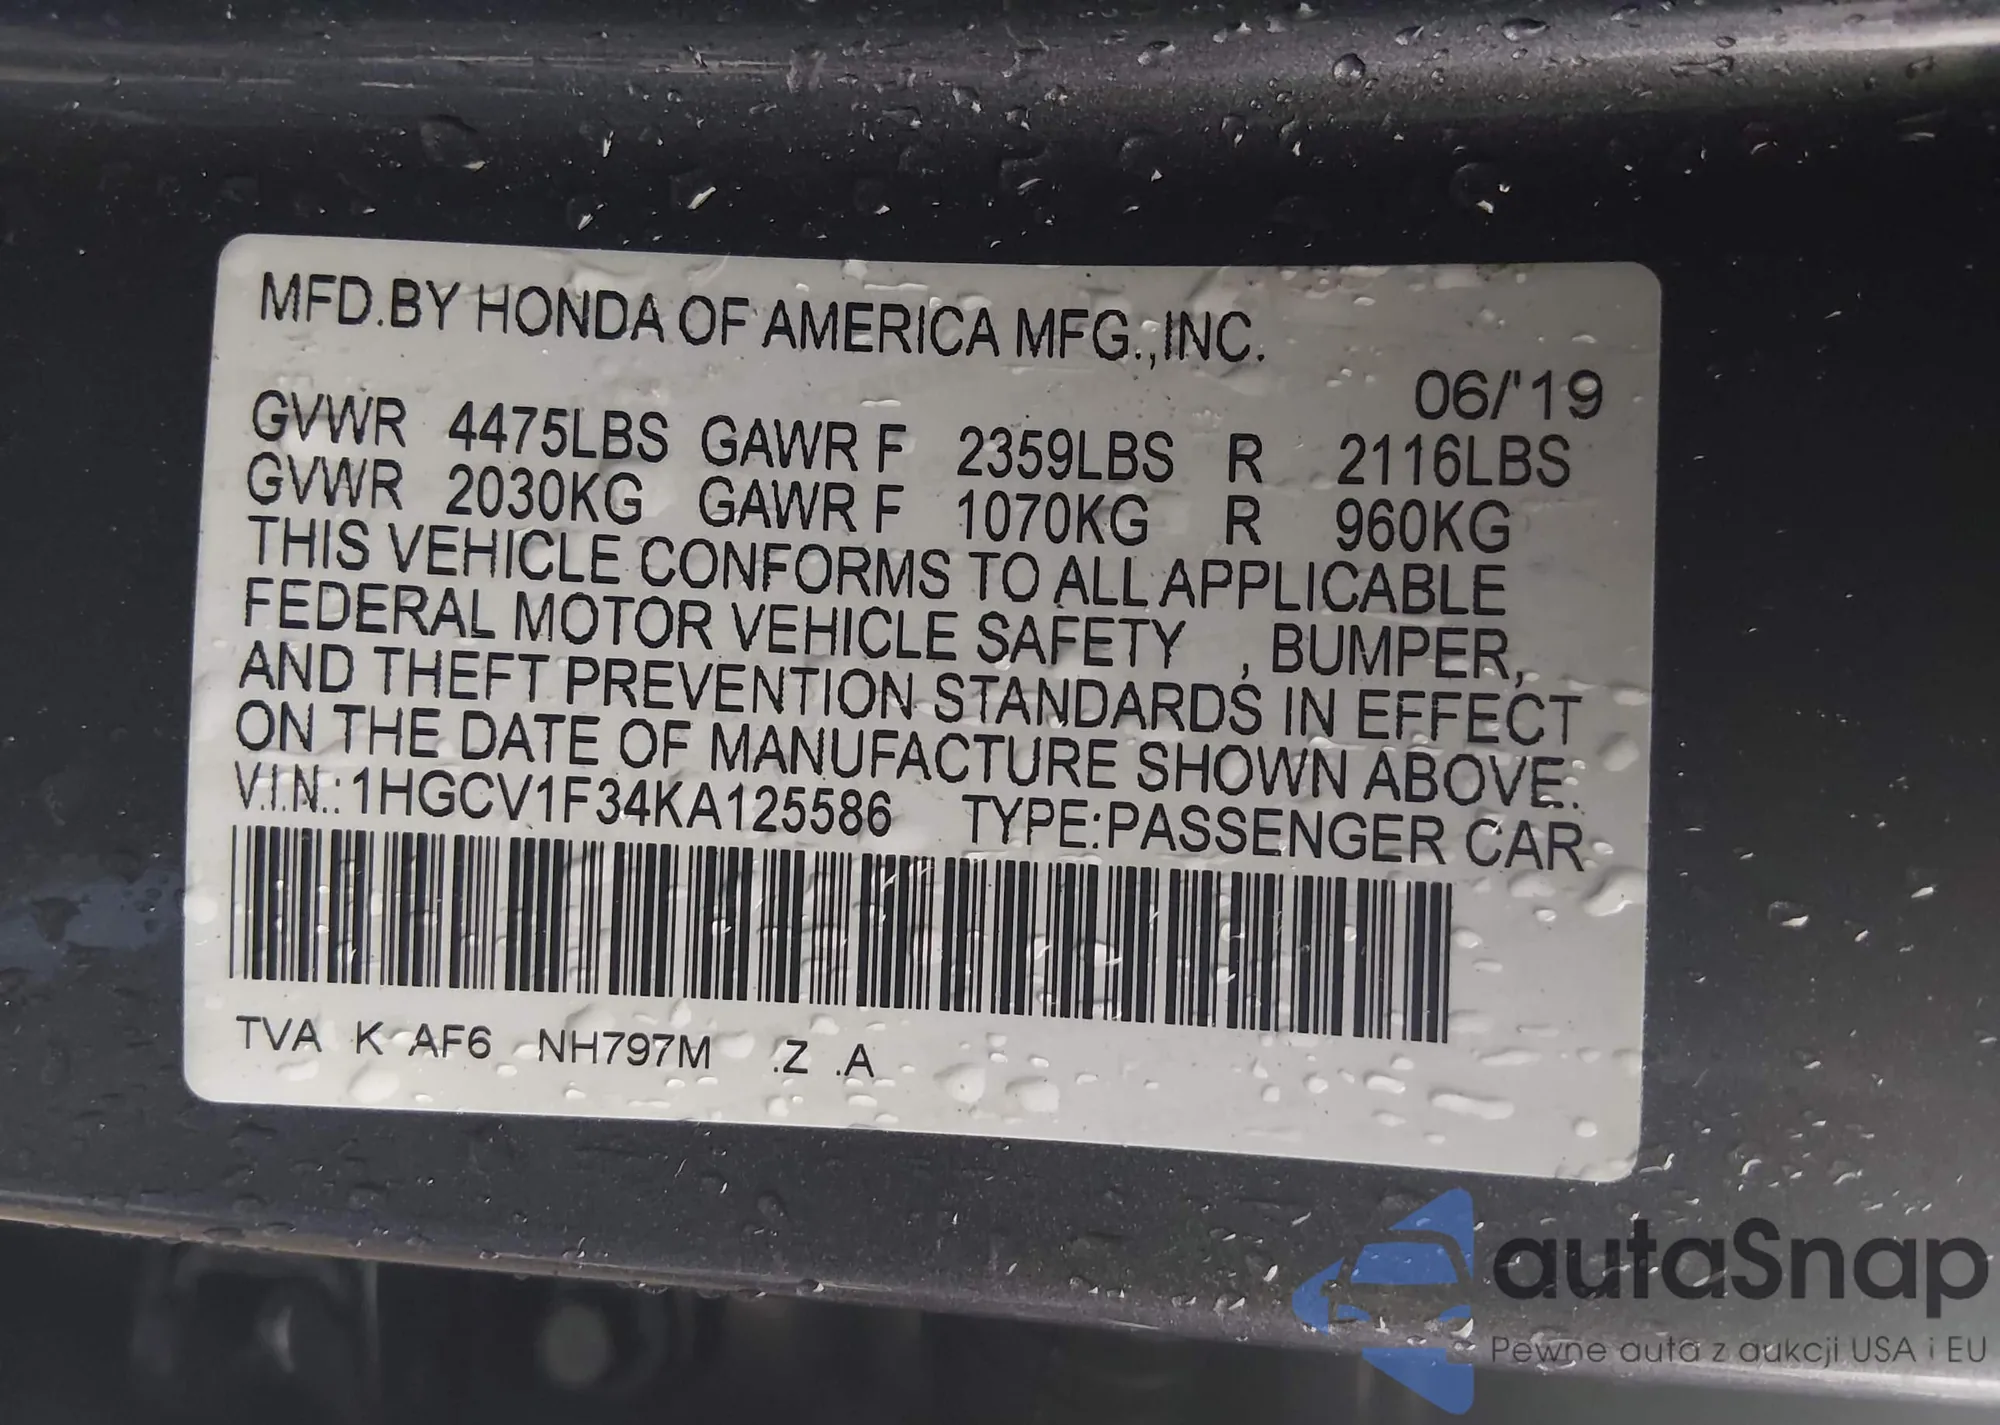 MFD.BY HONDA OF AMERICA MFG.,INC.
06/'19
GVWR 4475LBS GAWR F 2359LBS R 2116LBS
GVWR 2030KG GAWR F 1070KG R 960KG
THIS VEHICLE CONFORMS TO ALL APPLICABLE
FEDERAL MOTOR VEHICLE SAFETY , BUMPER,
AND THEFT PREVENTION STANDARDS IN EFFECT
ON THE DATE OF MANUFACTURE SHOWN ABOVE.
V.I.N.:1HGCV1F34KA125586 TYPE:PASSENGER CAR
TVA K AF6 NH797M .Z .A
autaSnap
Pewne auta z aukcji USA i EU